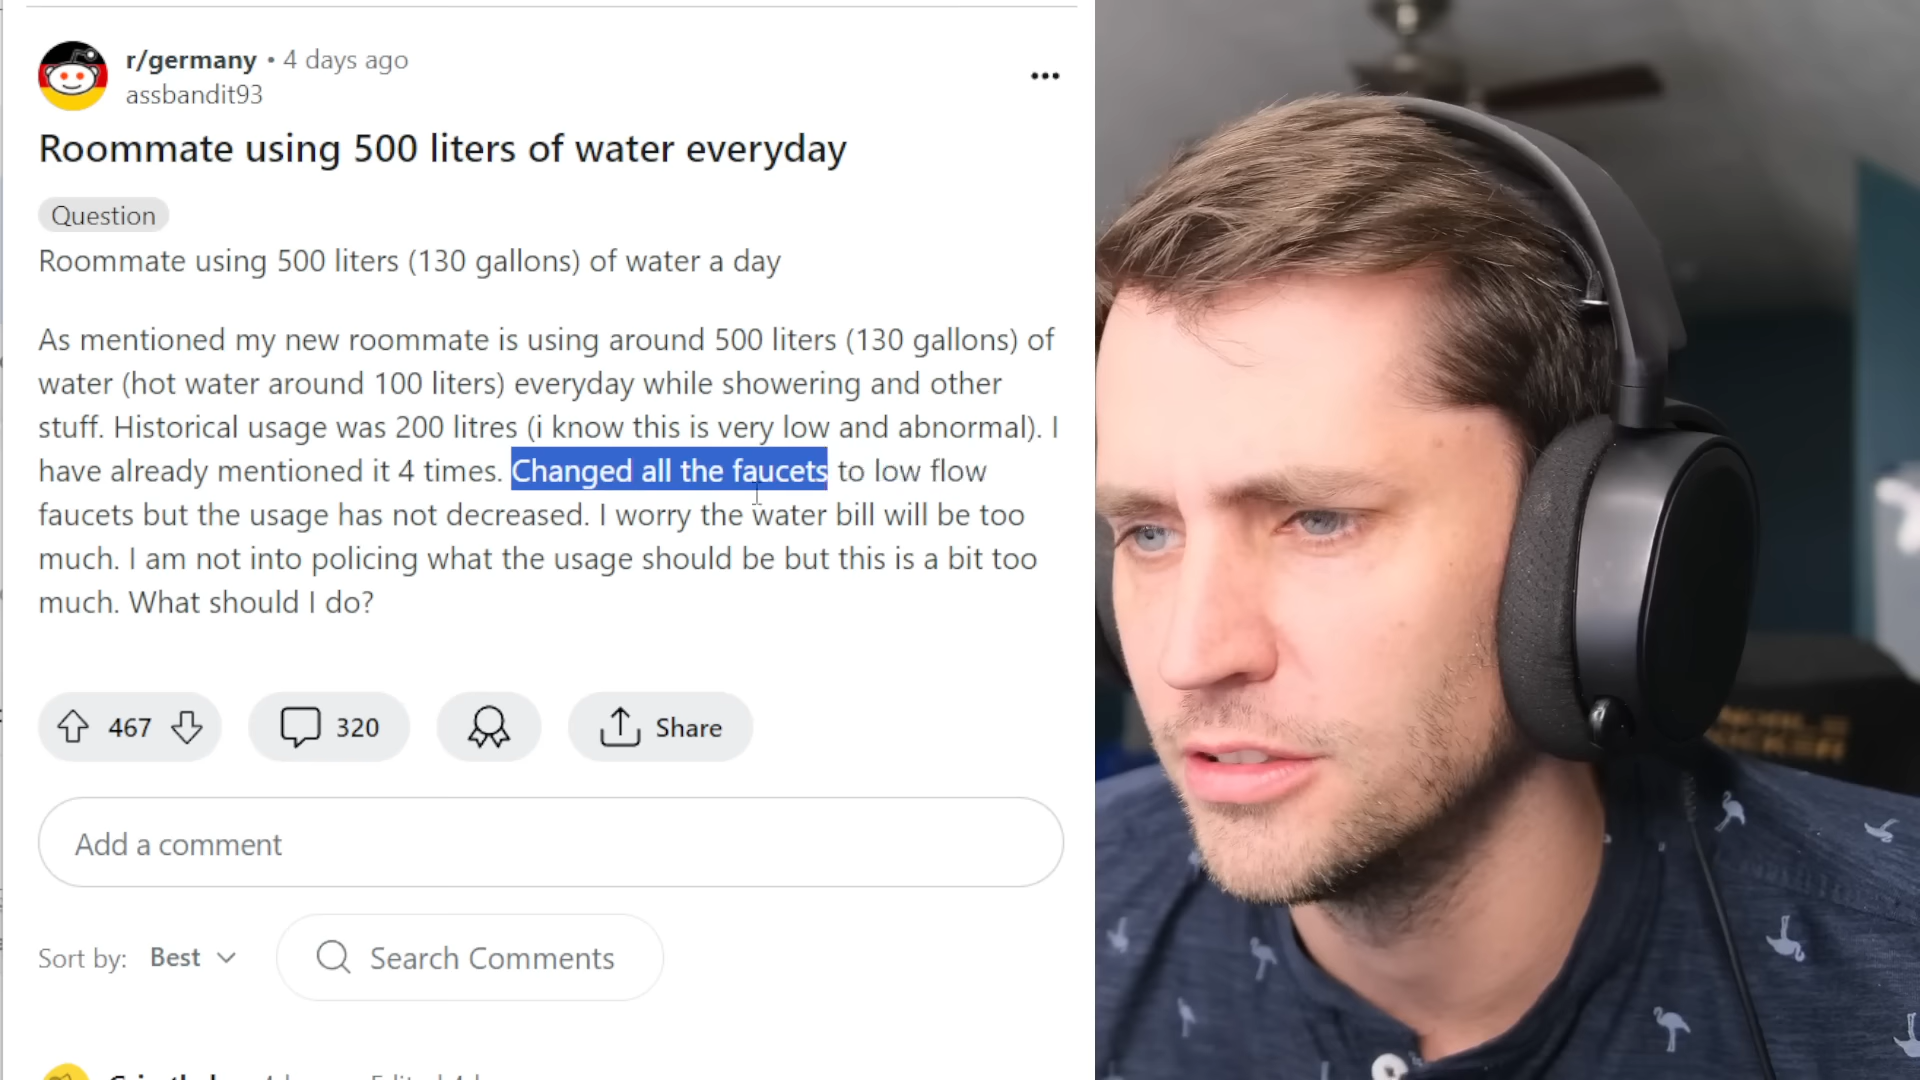 r/germany • 4 days ago
assbandit93
Roommate using 500 liters of water everyday
Question
Roommate using 500 liters (130 gallons) of water a day
As mentioned my new roommate is using around 500 liters (130 gallons) of
water (hot water around 100 liters) everyday while showering and other
stuff. Historical usage was 200 litres (i know this is very low and abnormal). I
have already mentioned it 4 times. Changed all the faucets to low flow
faucets but the usage has not decreased. I worry the water bill will be too
much. I am not into policing what the usage should be but this is a bit too
much. What should I do?
467
320
Share
Add a comment
Sort by: Best
Search Comments